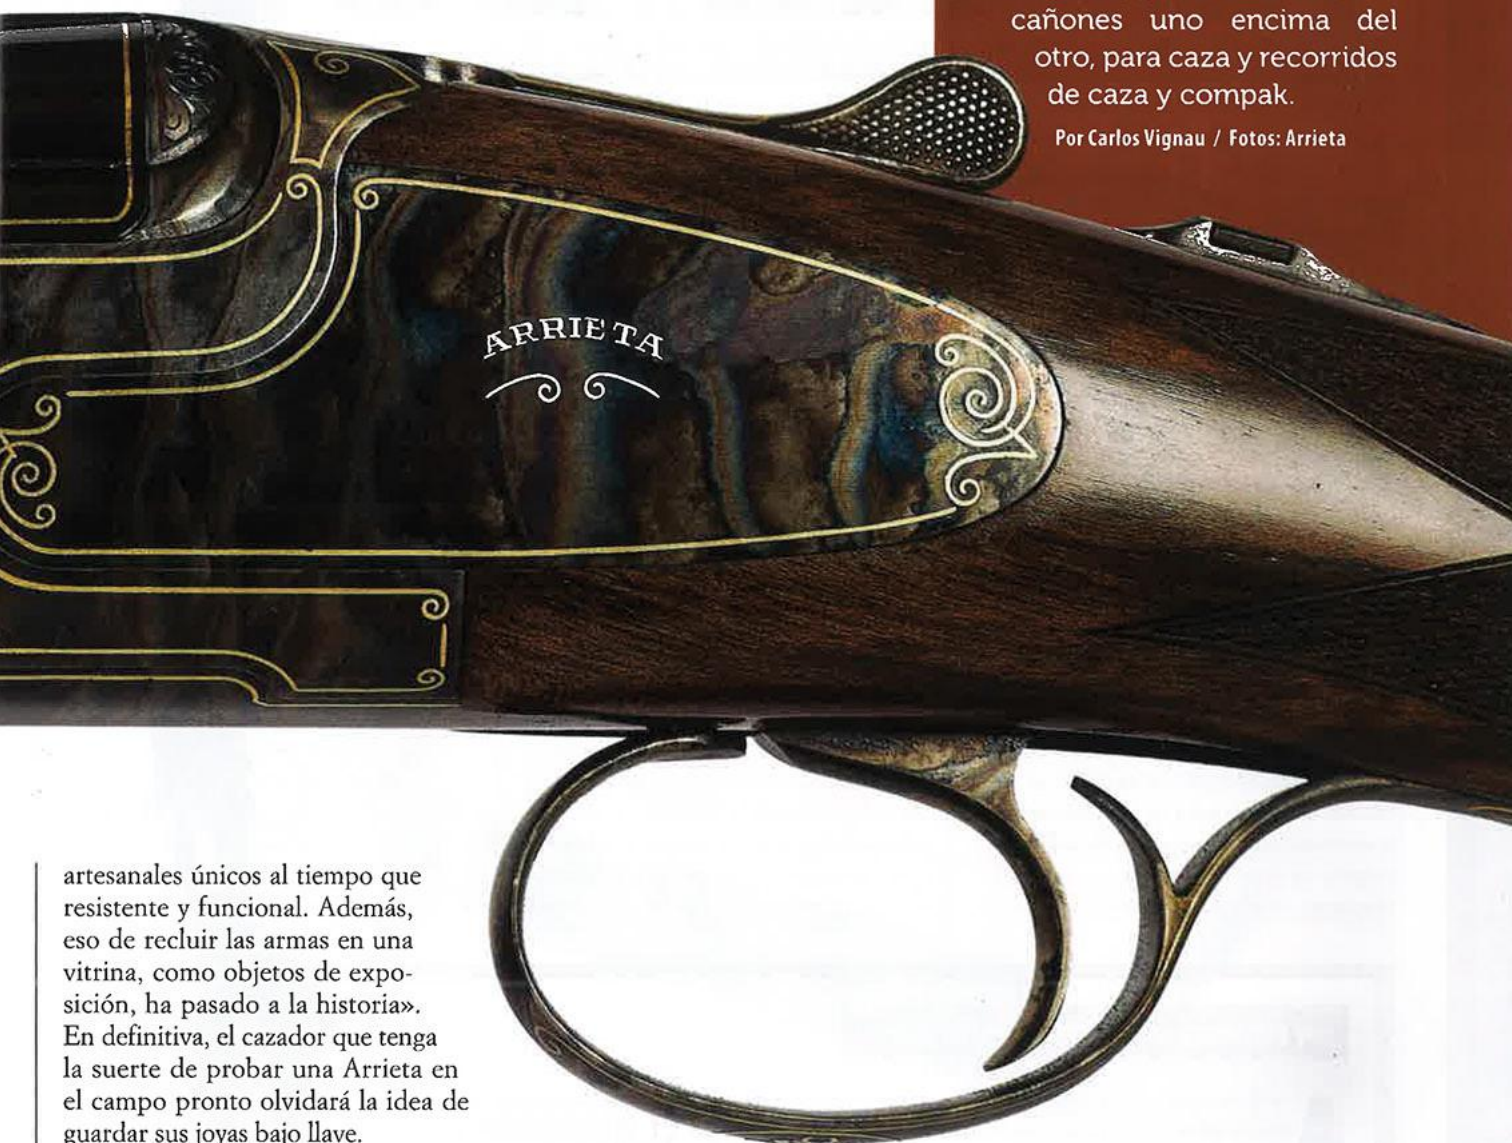 cañones uno encima del
otro, para caza y recorridos
de caza y compak.
Por Carlos Vignau / Fotos: Arrieta
ARRIETA
artesanales únicos al tiempo que
resistente y funcional. Además,
eso de recluir las armas en una
vitrina, como objetos de expo-
sición, ha pasado a la historia».
En definitiva, el cazador que tenga
la suerte de probar una Arrieta en
el campo pronto olvidará la idea de
guardar sus joyas bajo llave.